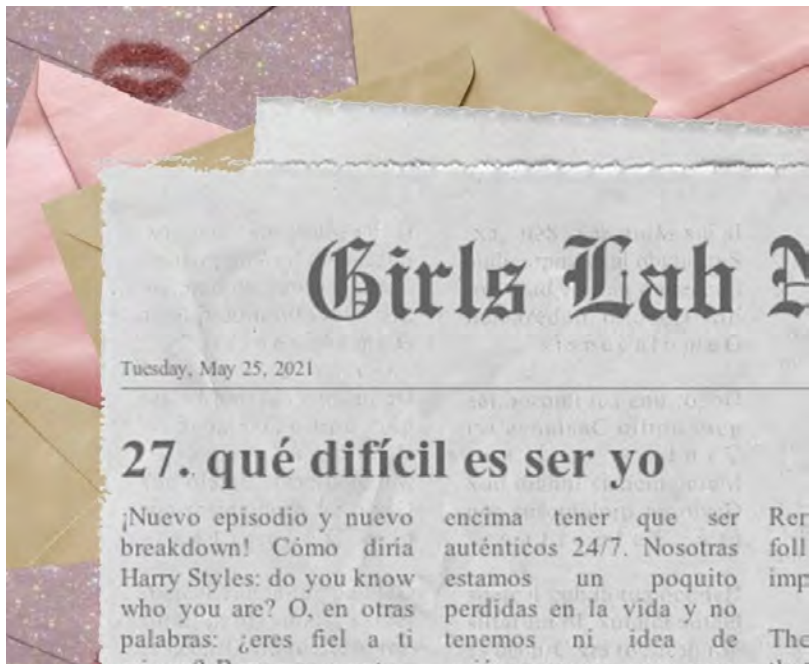 Girls Lab
Tuesday, May 25, 2021
27. qué difícil es ser yo
¡Nuevo episodio y nuevo
breakdown! Cómo diría
Harry Styles: do you know
who you are? O, en otras
palabras: ¿eres fiel a ti
encima tener que ser
auténticos 24/7. Nosotras
estamos un poquito
perdidas en la vida y no
tenemos ni idea de